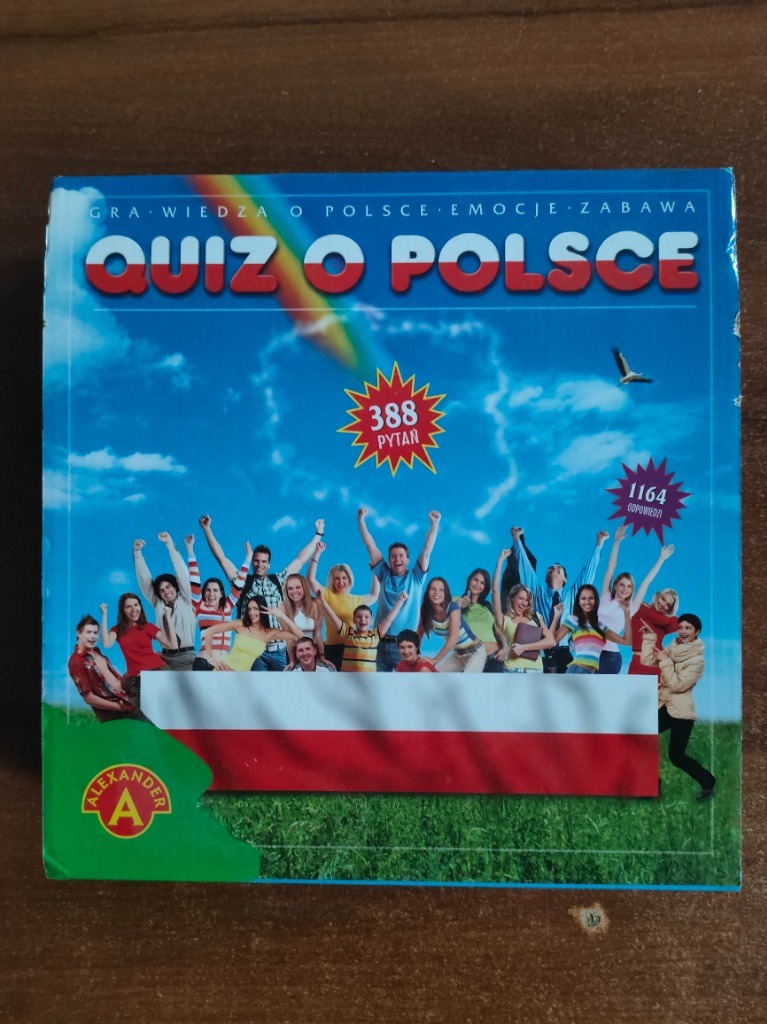 GRA · WIEDZA O POLSCE · EMOCJE · ZABAWA
QUIZ O POLSCE
388
PYTAŃ
1164
ODPOWIEDZI
ALEXANDER
A